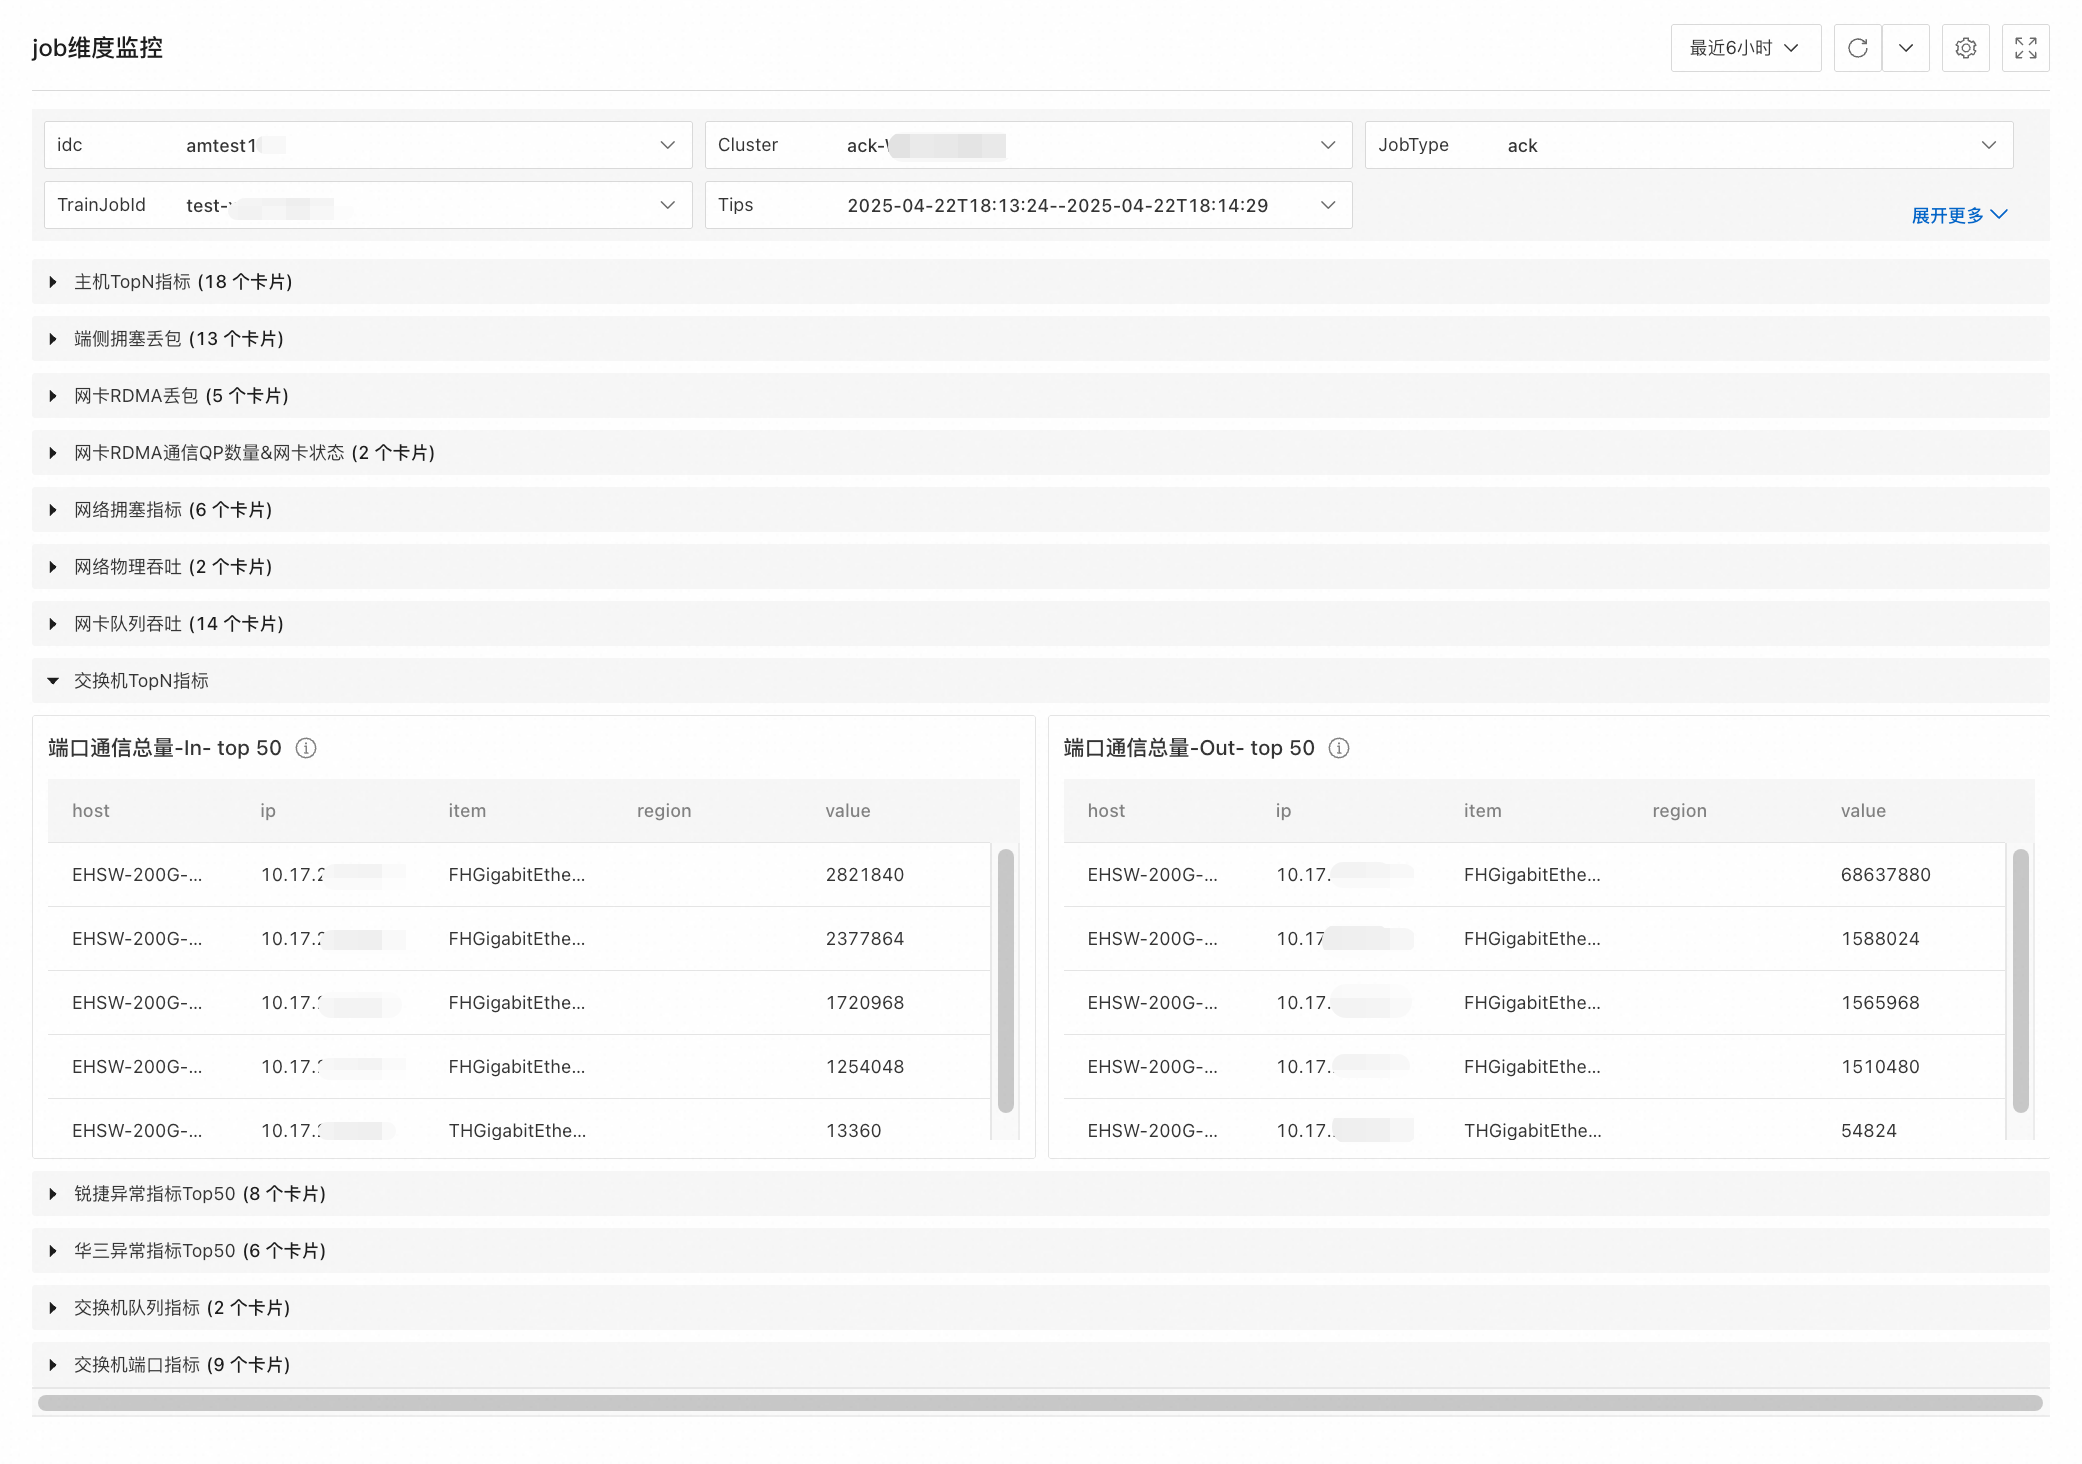 job维度监控
最近6小时
idc amtest1
Cluster ack-
JobType ack
TrainJobId test-
Tips 2025-04-22T18:13:24--2025-04-22T18:14:29
展开更多
主机TopN指标 (18 个卡片)
端侧拥塞丢包 (13 个卡片)
网卡RDMA丢包 (5 个卡片)
网卡RDMA通信QP数量&网卡状态 (2 个卡片)
网络拥塞指标 (6 个卡片)
网络物理吞吐 (2 个卡片)
网卡队列吞吐 (14 个卡片)
交换机TopN指标
端口通信总量-In- top 50
host ip item region value
EHSW-200G-... 10.17.2 FHGigabitEthe... 2821840
EHSW-200G-... 10.17.2 FHGigabitEthe... 2377864
EHSW-200G-... 10.17. FHGigabitEthe... 1720968
EHSW-200G-... 10.17. FHGigabitEthe... 1254048
EHSW-200G-... 10.17. THGigabitEthe... 13360
端口通信总量-Out- top 50
host ip item region value
EHSW-200G-... 10.17. FHGigabitEthe... 68637880
EHSW-200G-... 10.17 FHGigabitEthe... 1588024
EHSW-200G-... 10.17. FHGigabitEthe... 1565968
EHSW-200G-... 10.17. FHGigabitEthe... 1510480
EHSW-200G-... 10.17. THGigabitEthe... 54824
锐捷异常指标Top50 (8 个卡片)
华三异常指标Top50 (6 个卡片)
交换机队列指标 (2 个卡片)
交换机端口指标 (9 个卡片)